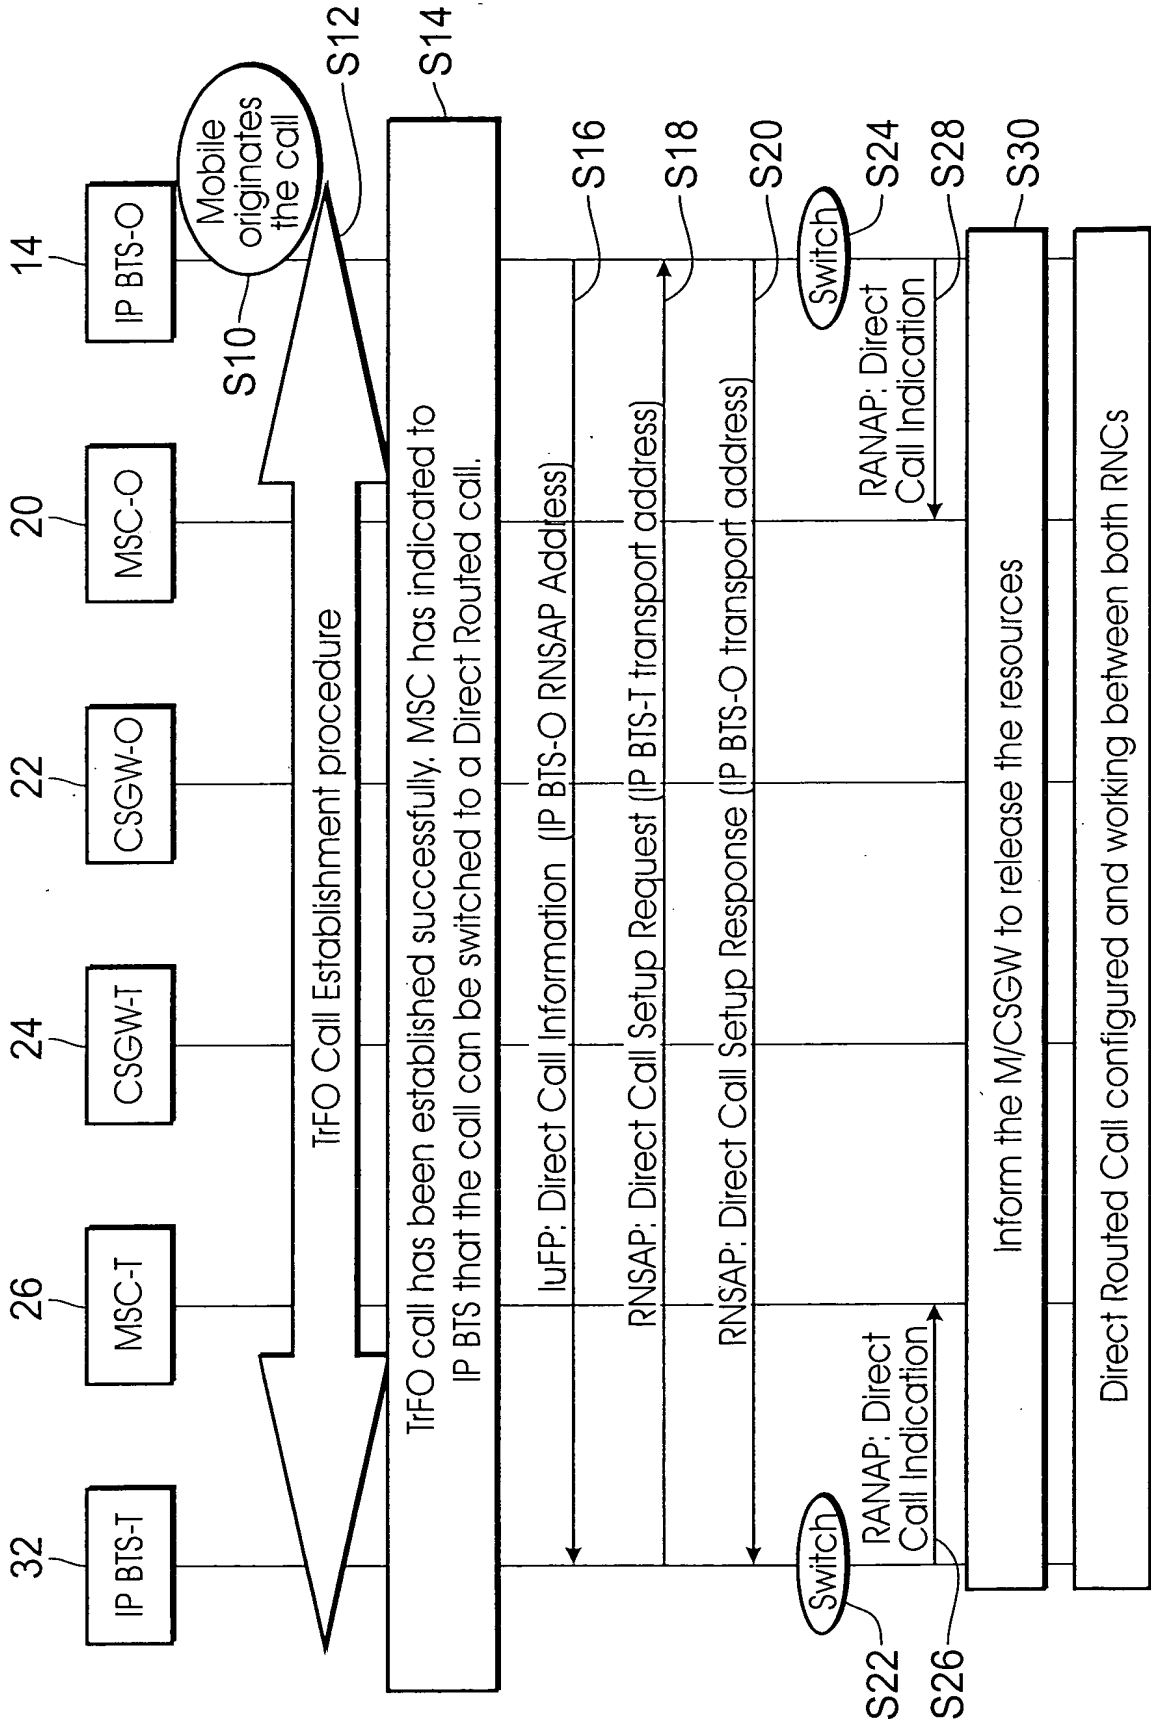 32
26
24
22
20
14
IP BTS-T
MSC-T
CSGW-T
CSGW-O
MSC-O
IP BTS-O
S10
Mobile
originates
the call
TrFO Call Establishment procedure
S12
TrFO call has been established successfully. MSC has indicated to
IP BTS that the call can be switched to a Direct Routed call.
S14
IuFP: Direct Call Information (IP BTS-O RNSAP Address)
S16
RNSAP: Direct Call Setup Request (IP BTS-T transport address)
S18
RNSAP: Direct Call Setup Response (IP BTS-O transport address)
S20
S22
Switch
Switch
S24
S26
RANAP: Direct
Call Indication
RANAP: Direct
Call Indication
S28
Inform the M/CSGW to release the resources
S30
Direct Routed Call configured and working between both RNCs